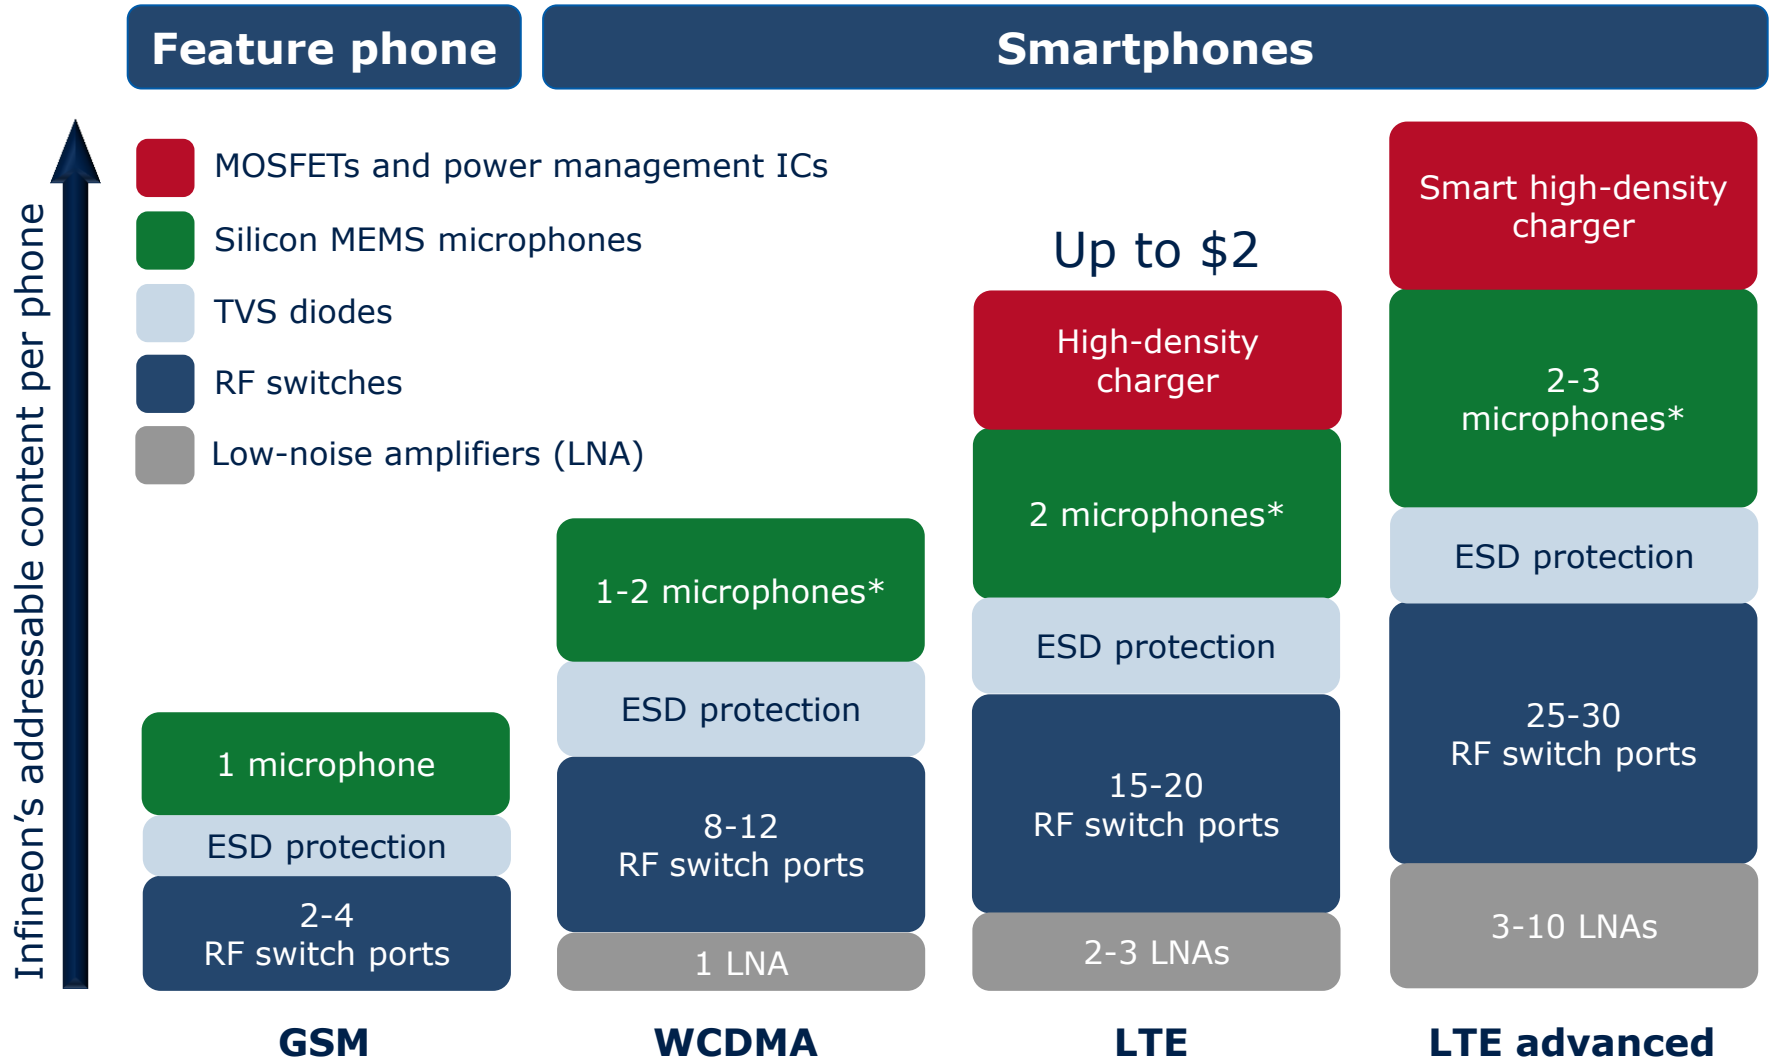 Feature phone
Smartphones
Infineon's addressable content per phone
MOSFETs and power management ICs
Silicon MEMS microphones
TVS diodes
RF switches
Low-noise amplifiers (LNA)
1 microphone
ESD protection
2-4
RF switch ports
GSM
1-2 microphones*
ESD protection
8-12
RF switch ports
1 LNA
WCDMA
Up to $2
High-density
charger
2 microphones*
ESD protection
15-20
RF switch ports
2-3 LNAs
LTE
Smart high-density
charger
2-3
microphones*
ESD protection
25-30
RF switch ports
3-10 LNAs
LTE advanced